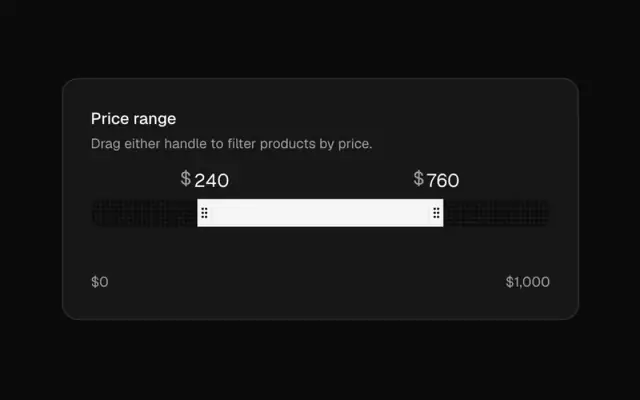 Price range
Drag either handle to filter products by price.
$240 $760
$0 $1,000